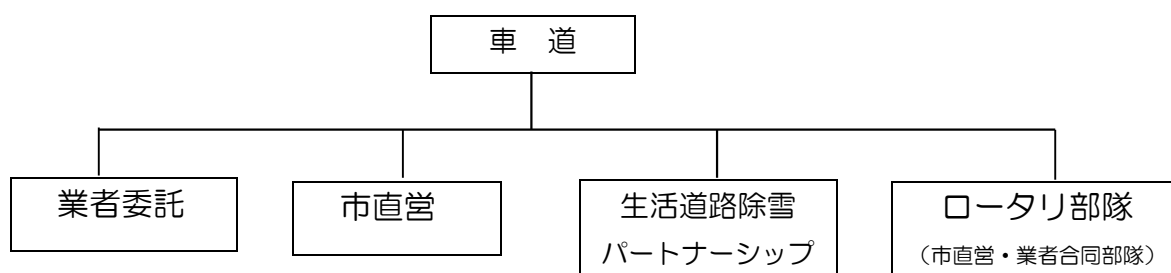 車　道
業者委託
市直営
生活道路除雪
パートナーシップ
ロータリ部隊
（市直営・業者合同部隊）